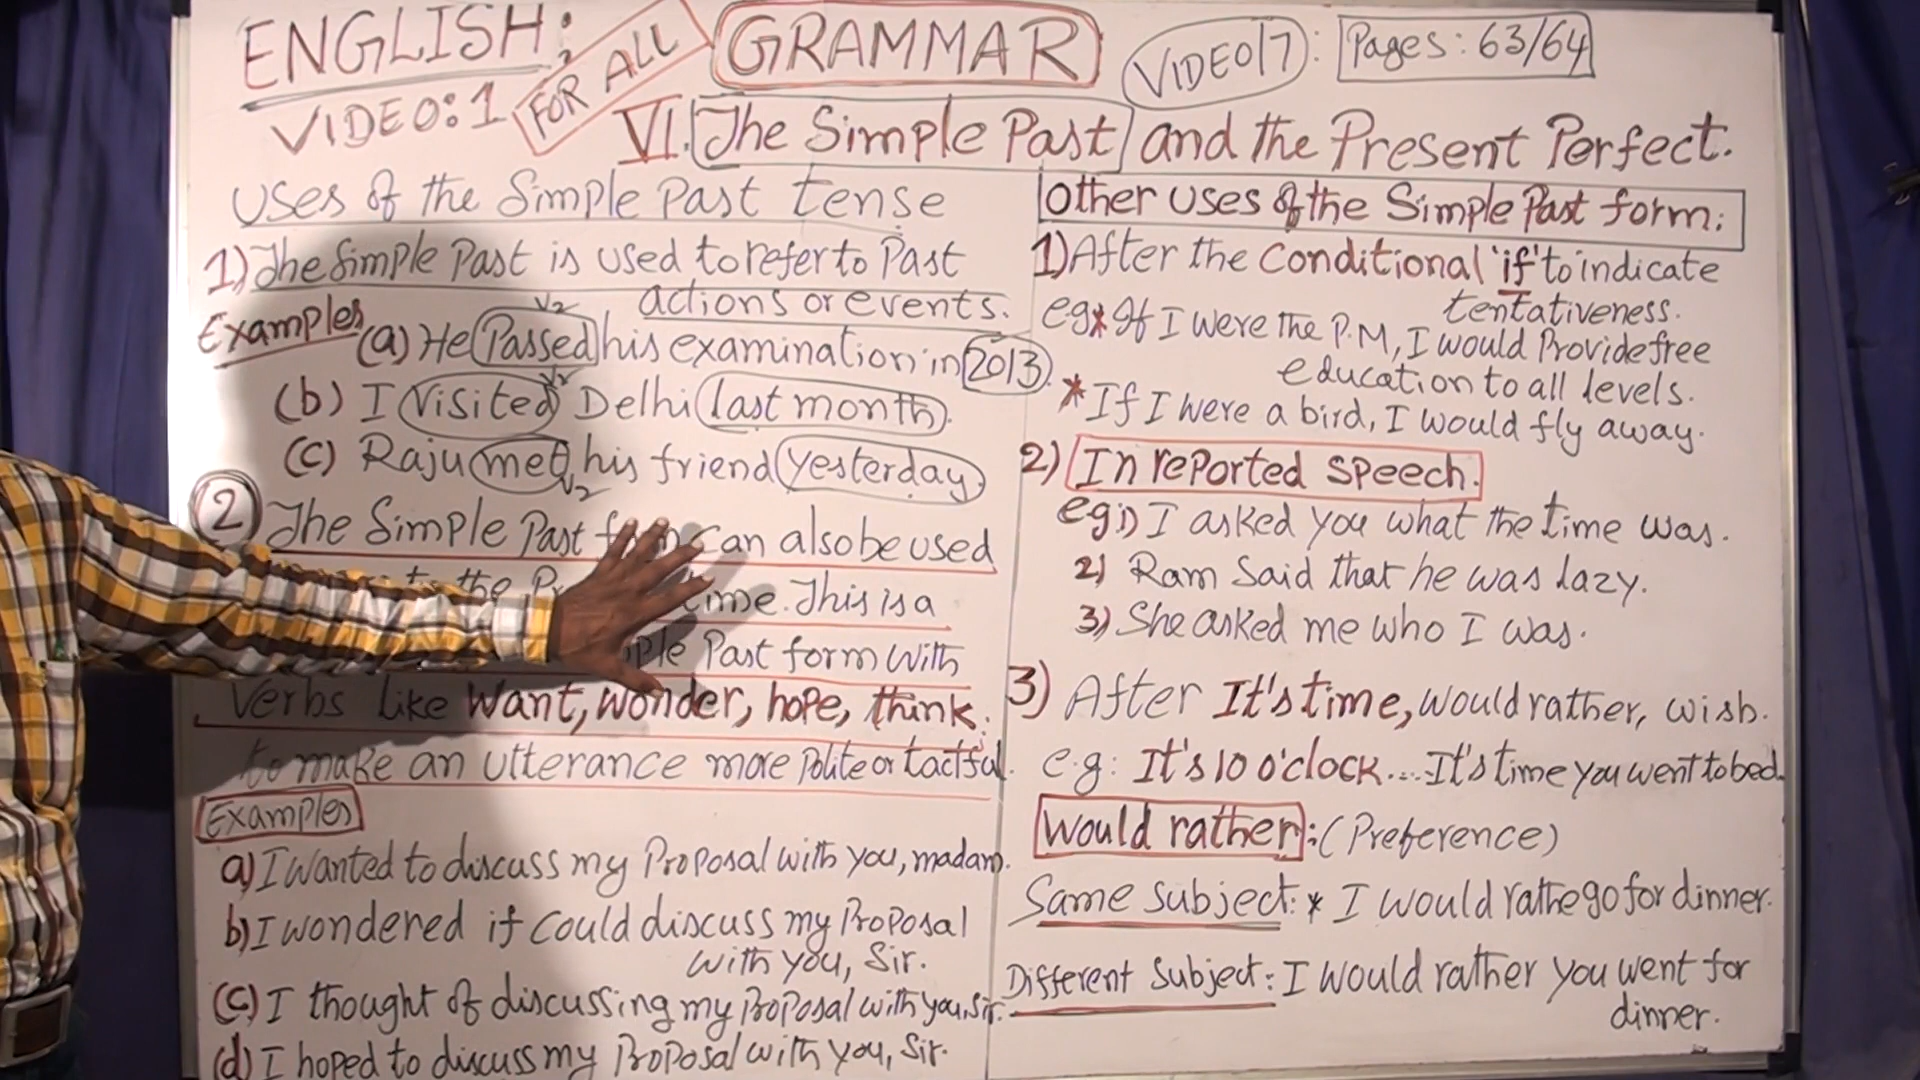 ENGLISH:
VIDEO:1
FOR ALL
GRAMMAR
VIDEO17:
Pages: 63/64
VI. The Simple Past and the Present Perfect.
Uses of the Simple Past tense
1) The Simple Past is used to refer to Past
actions or events.
Examples (a) He Passed his examination in 2013.
V2
(b) I visited Delhi last month.
V2
(c) Raju met his friend yesterday.
V2
2 The Simple Past can also be used
to the time. This is a
Past form with
verbs like want, wonder, hope, think.
to make an utterance more Polite or tactful.
Examples
a) I wanted to discuss my Proposal with you, madam.
b) I wondered if could discuss my Proposal
with you, Sir.
(c) I thought of discussing my Proposal with you, Sir.
(d) I hoped to discuss my Proposal with you, Sir.
Other uses of the Simple Past form:
1) After the Conditional 'if' to indicate
tentativeness.
eg * If I were the P.M, I would Provide free
education to all levels.
* If I were a bird, I would fly away.
2) In reported speech.
eg: 1) I asked you what the time was.
2) Ram Said that he was lazy.
3) She asked me who I was.
3) After It's time, would rather, wish.
e.g: It's 10 o'clock.... It's time you went to bed.
Would rather: (Preference)
Same subject: * I would rathe go for dinner.
Different Subject: I would rather you went for
dinner.